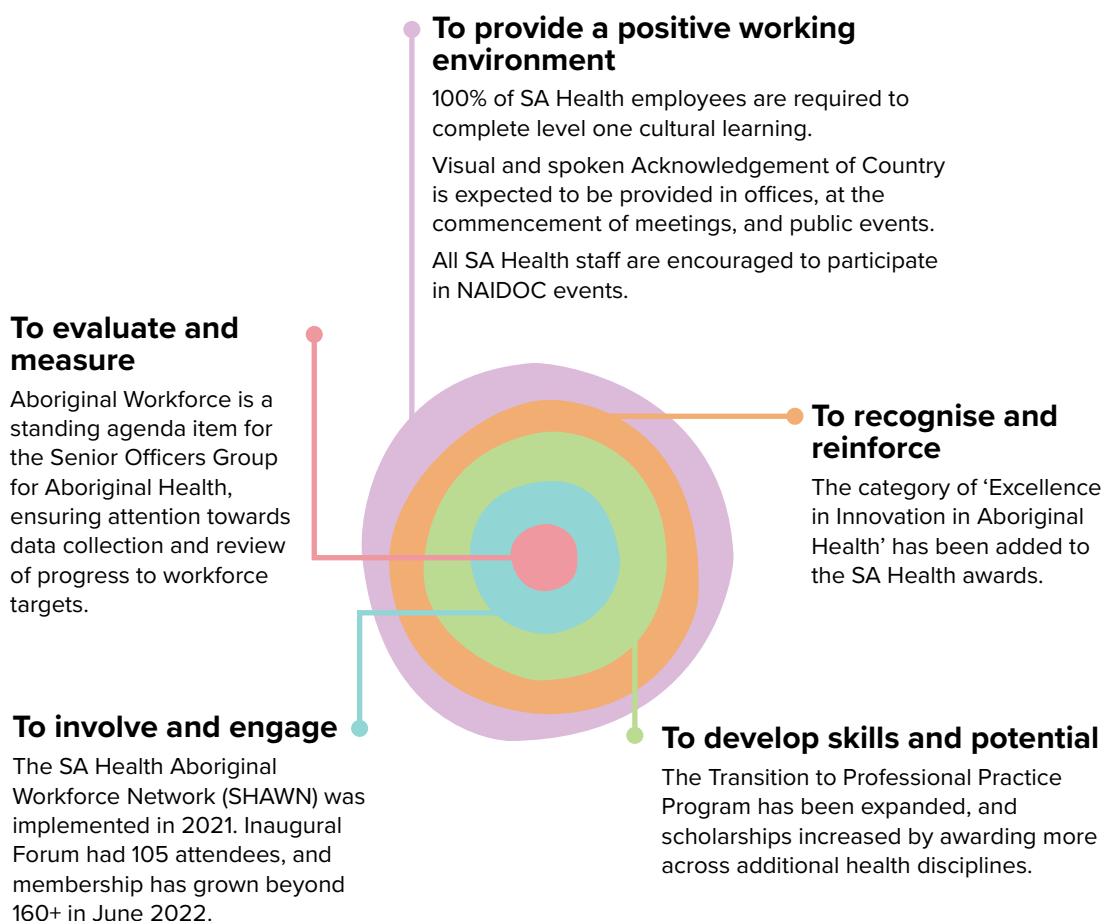 To provide a positive working
environment
100% of SA Health employees are required to
complete level one cultural learning.
Visual and spoken Acknowledgement of Country
is expected to be provided in offices, at the
commencement of meetings, and public events.
All SA Health staff are encouraged to participate
in NAIDOC events.
To evaluate and
measure
Aboriginal Workforce is a
standing agenda item for
the Senior Officers Group
for Aboriginal Health,
ensuring attention towards
data collection and review
of progress to workforce
targets.
To recognise and
reinforce
The category of ‘Excellence
in Innovation in Aboriginal
Health’ has been added to
the SA Health awards.
To involve and engage
The SA Health Aboriginal
Workforce Network (SHAWN) was
implemented in 2021. Inaugural
Forum had 105 attendees, and
membership has grown beyond
160+ in June 2022.
To develop skills and potential
The Transition to Professional Practice
Program has been expanded, and
scholarships increased by awarding more
across additional health disciplines.